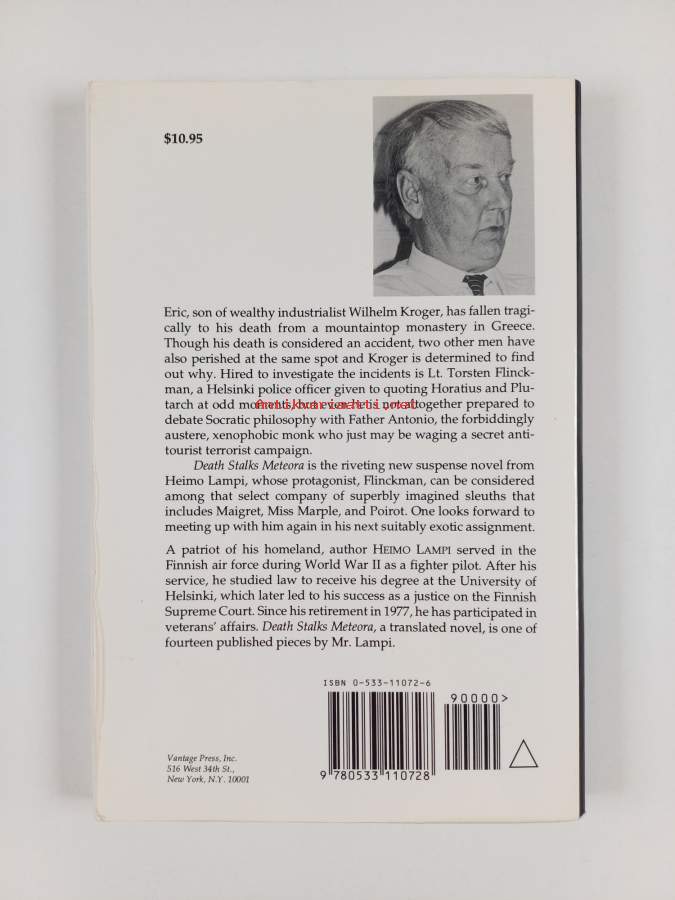 $10.95
Eric, son of wealthy industrialist Wilhelm Kroger, has fallen tragi-
cally to his death from a mountaintop monastery in Greece.
Though his death is considered an accident, two other men have
also perished at the same spot and Kroger is determined to find
out why. Hired to investigate the incidents is Lt. Torsten Flinck-
man, a Helsinki police officer given to quoting Horatius and Plu-
tarch at odd moments, but even he is not altogether prepared to
debate Socratic philosophy with Father Antonio, the forbiddingly
austere, xenophobic monk who just may be waging a secret anti-
tourist terrorist campaign.
Death Stalks Meteora is the riveting new suspense novel from
Heimo Lampi, whose protagonist, Flinckman, can be considered
among that select company of superbly imagined sleuths that
includes Maigret, Miss Marple, and Poirot. One looks forward to
meeting up with him again in his next suitably exotic assignment.
A patriot of his homeland, author HEIMO LAMPI served in the
Finnish air force during World War II as a fighter pilot. After his
service, he studied law to receive his degree at the University of
Helsinki, which later led to his success as a justice on the Finnish
Supreme Court. Since his retirement in 1977, he has participated in
veterans' affairs. Death Stalks Meteora, a translated novel, is one of
fourteen published pieces by Mr. Lampi.
ISBN 0-533-11072-6
90000>
9 780533 110728
Vantage Press, Inc.
516 West 34th St.,
New York, N.Y. 10001